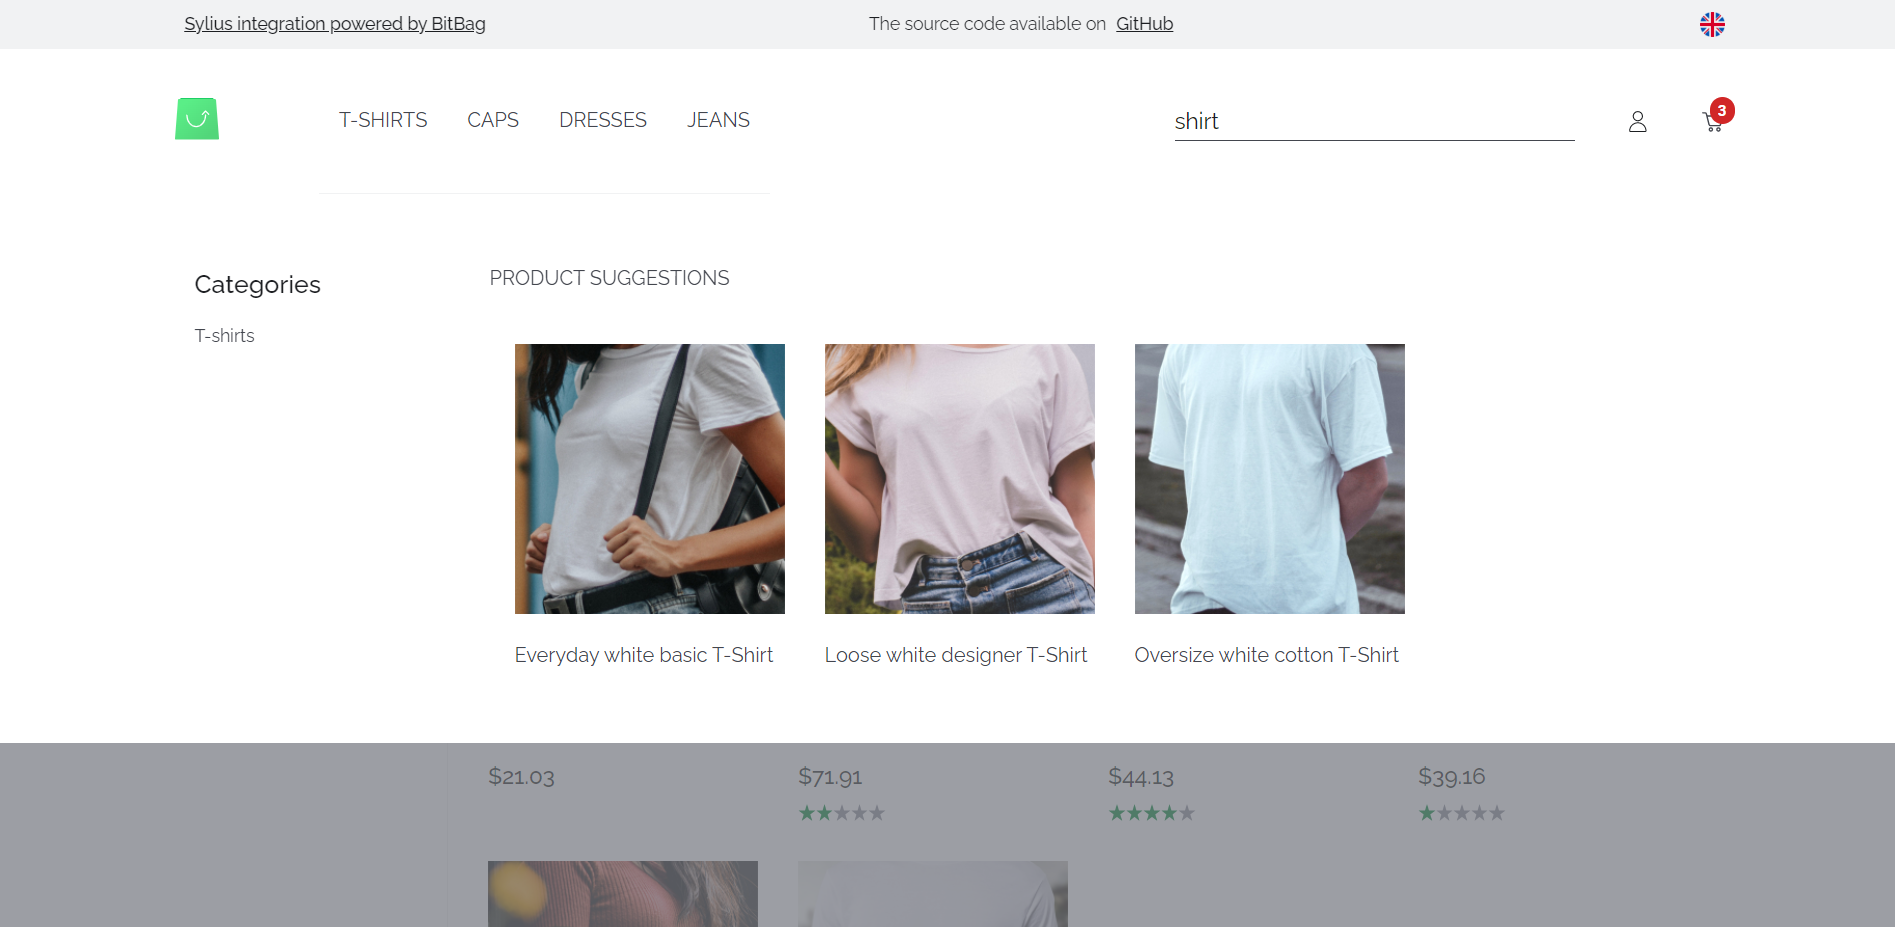 Sylius integration powered by BitBag
The source code available on GitHub
T-SHIRTS CAPS DRESSES JEANS
shirt
3
Categories
T-shirts
PRODUCT SUGGESTIONS
Everyday white basic T-Shirt
Loose white designer T-Shirt
Oversize white cotton T-Shirt
$21.03
$71.91
$44.13
$39.16